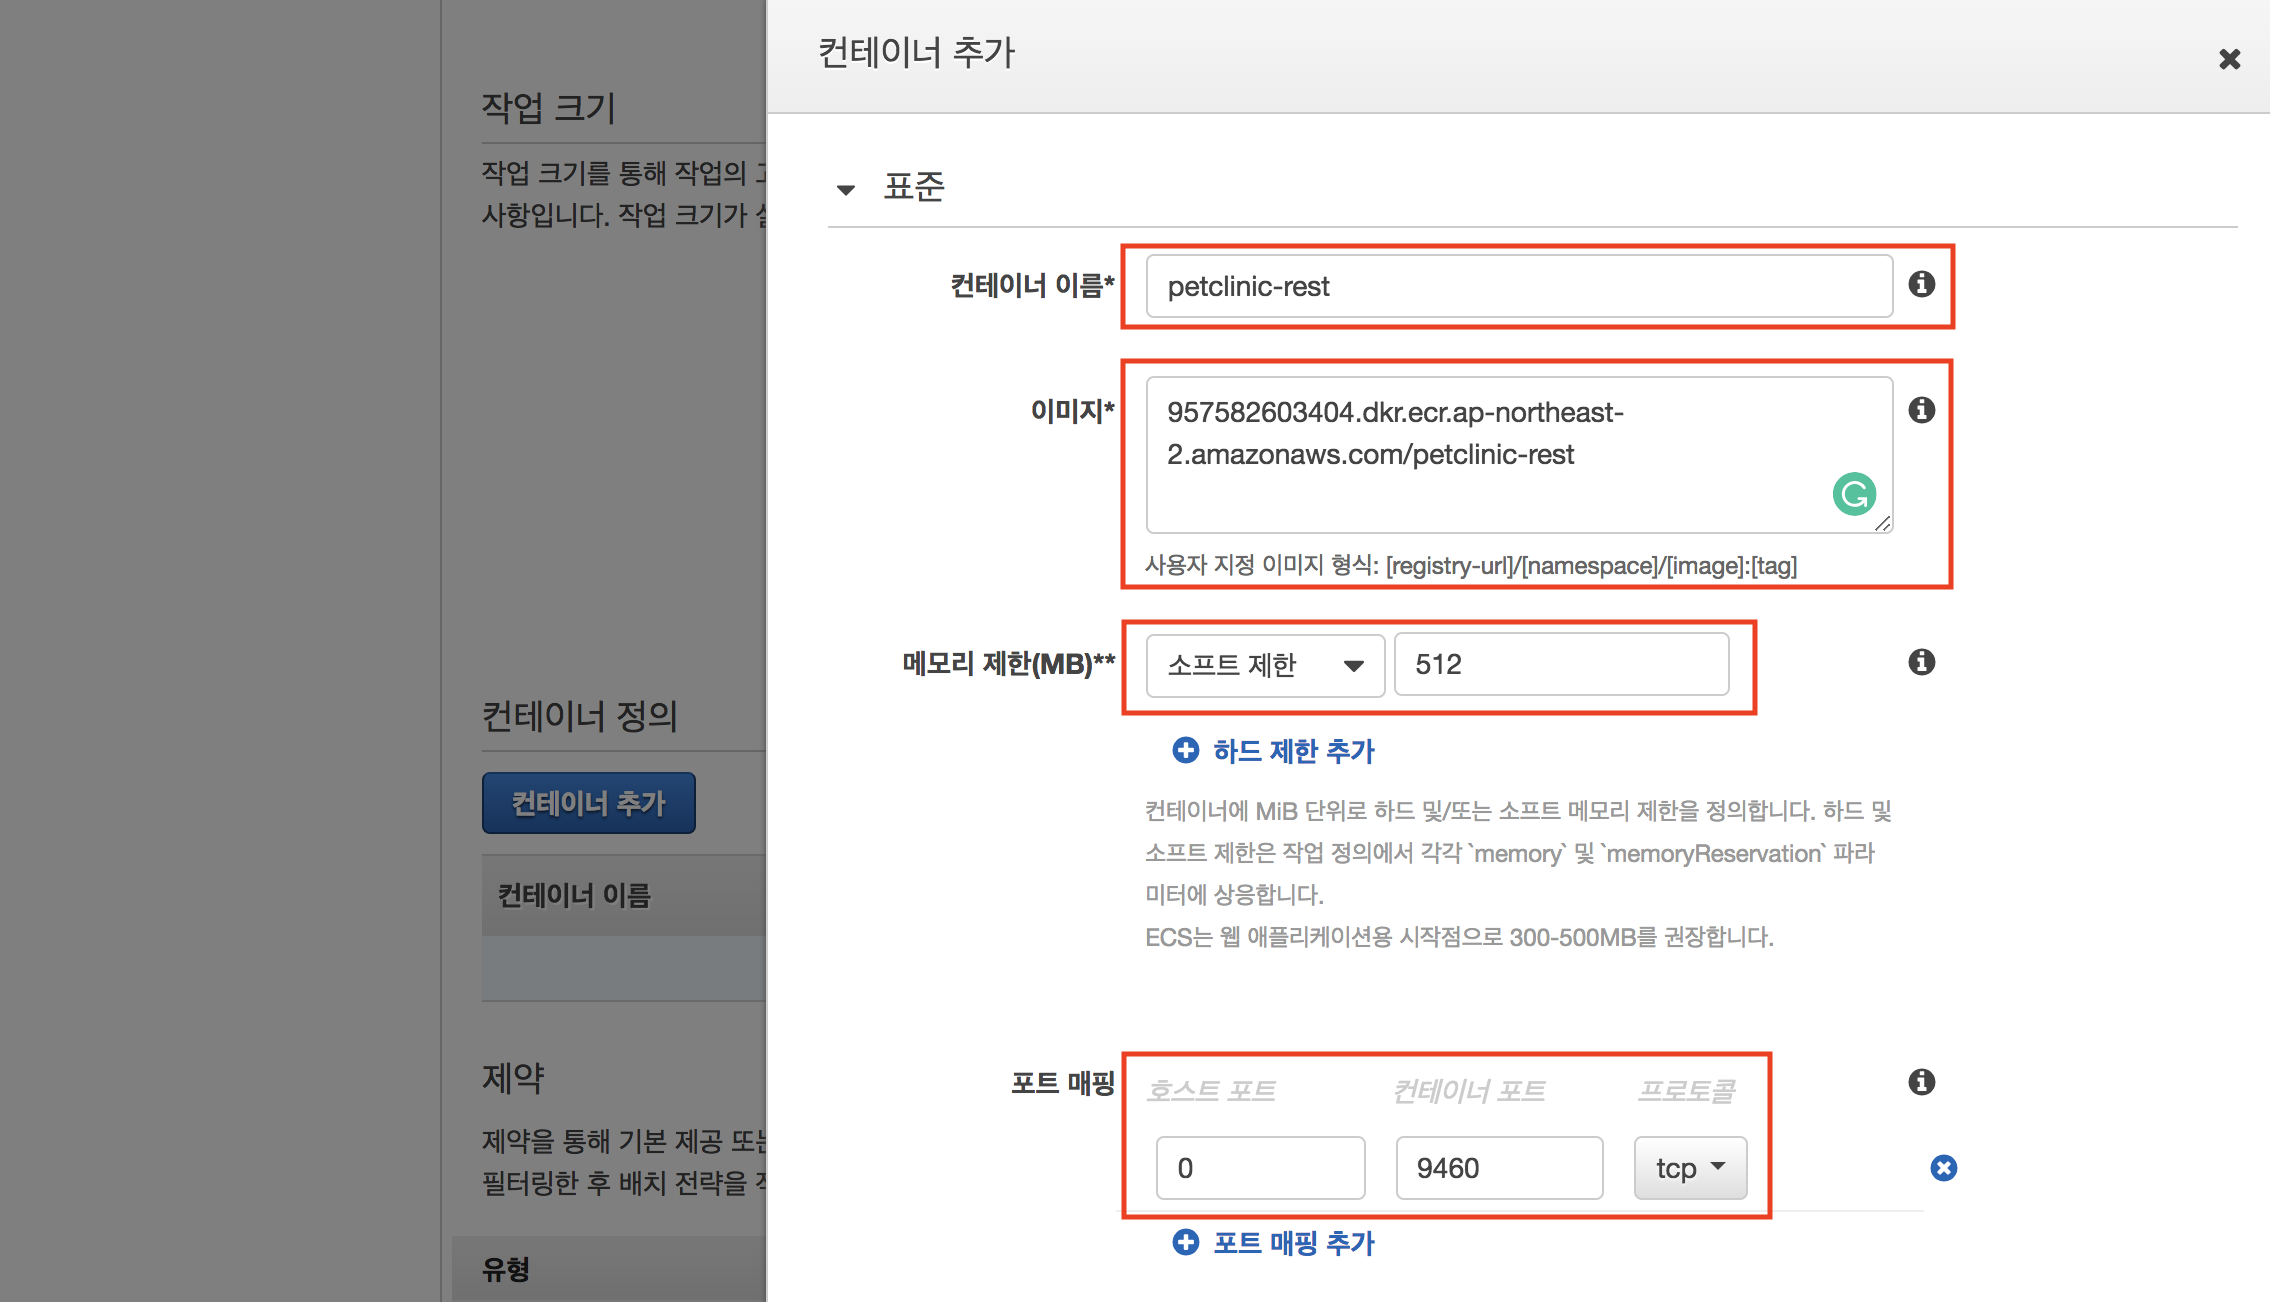 컨테이너 추가
작업 크기
작업 크기를 통해 작업의
사항입니다. 작업 크기가
컨테이너 정의
컨테이너 추가
컨테이너 이름
제약
제약을 통해 기본 제공 또는
필터링한 후 배치 전략을
유형
표준
컨테이너 이름*
petclinic-rest
이미지*
957582603404.dkr.ecr.ap-northeast-
2.amazonaws.com/petclinic-rest
사용자 지정 이미지 형식: [registry-url]/[namespace]/[image]:[tag]
메모리 제한(MB)**
소프트 제한
512
하드 제한 추가
컨테이너에 MiB 단위로 하드 및/또는 소프트 메모리 제한을 정의합니다. 하드 및
소프트 제한은 작업 정의에서 각각 `memory` 및 `memoryReservation` 파라
미터에 상응합니다.
ECS는 웹 애플리케이션용 시작점으로 300-500MB를 권장합니다.
포트 매핑
호스트 포트 컨테이너 포트 프로토콜
0 9460 tcp
포트 매핑 추가